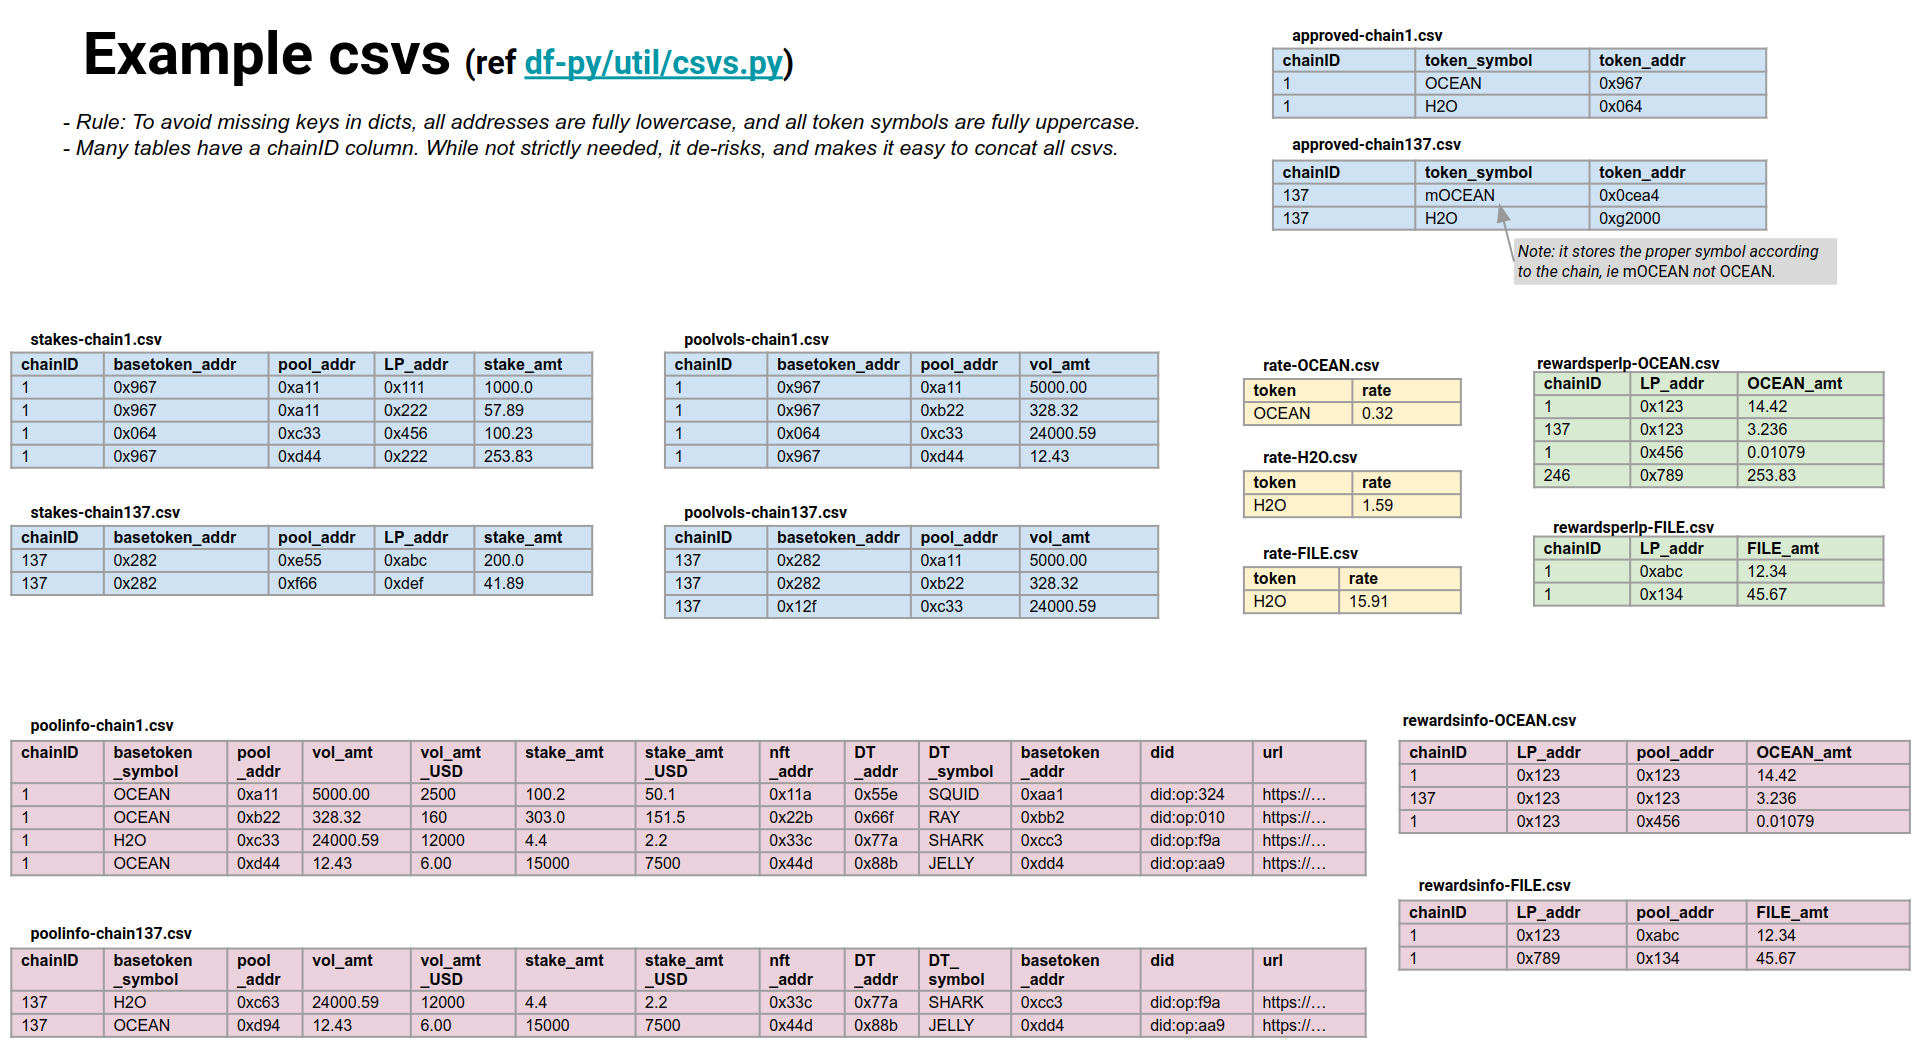 Example csvs (ref df-py/util/csvs.py)
- Rule: To avoid missing keys in dicts, all addresses are fully lowercase, and all token symbols are fully uppercase.
- Many tables have a chainID column. While not strictly needed, it de-risks, and makes it easy to concat all csvs.
approved-chain1.csv
chainID token_symbol token_addr
1 OCEAN 0x967
1 H2O 0x064
approved-chain137.csv
chainID token_symbol token_addr
137 mOCEAN 0x0cea4
137 H2O 0xg2000
Note: it stores the proper symbol according
to the chain, ie mOCEAN not OCEAN.
stakes-chain1.csv
chainID basetoken_addr pool_addr LP_addr stake_amt
1 0x967 0xa11 0x111 1000.0
1 0x967 0xa11 0x222 57.89
1 0x064 0xc33 0x456 100.23
1 0x967 0xd44 0x222 253.83
stakes-chain137.csv
chainID basetoken_addr pool_addr LP_addr stake_amt
137 0x282 0xe55 0xabc 200.0
137 0x282 0xf66 0xdef 41.89
poolvols-chain1.csv
chainID basetoken_addr pool_addr vol_amt
1 0x967 0xa11 5000.00
1 0x967 0xb22 328.32
1 0x064 0xc33 24000.59
1 0x967 0xd44 12.43
poolvols-chain137.csv
chainID basetoken_addr pool_addr vol_amt
137 0x282 0xa11 5000.00
137 0x282 0xb22 328.32
137 0x12f 0xc33 24000.59
rate-OCEAN.csv
token rate
OCEAN 0.32
rate-H2O.csv
token rate
H2O 1.59
rate-FILE.csv
token rate
H2O 15.91
rewardsperlp-OCEAN.csv
chainID LP_addr OCEAN_amt
1 0x123 14.42
137 0x123 3.236
1 0x456 0.01079
246 0x789 253.83
rewardsperlp-FILE.csv
chainID LP_addr FILE_amt
1 0xabc 12.34
1 0x134 45.67
poolinfo-chain1.csv
chainID basetoken pool vol_amt vol_amt stake_amt stake_amt nft DT DT basetoken did url
_symbol _addr _USD _USD _addr _addr _symbol _addr
1 OCEAN 0xa11 5000.00 2500 100.2 50.1 0x11a 0x55e SQUID 0xaa1 did:op:324 https://…
1 OCEAN 0xb22 328.32 160 303.0 151.5 0x22b 0x66f RAY 0xbb2 did:op:010 https://…
1 H2O 0xc33 24000.59 12000 4.4 2.2 0x33c 0x77a SHARK 0xcc3 did:op:f9a https://…
1 OCEAN 0xd44 12.43 6.00 15000 7500 0x44d 0x88b JELLY 0xdd4 did:op:aa9 https://…
poolinfo-chain137.csv
chainID basetoken pool vol_amt vol_amt stake_amt stake_amt nft DT DT_ basetoken did url
_symbol _addr _USD _USD _addr _addr symbol _addr
137 H2O 0xc63 24000.59 12000 4.4 2.2 0x33c 0x77a SHARK 0xcc3 did:op:f9a https://…
137 OCEAN 0xd94 12.43 6.00 15000 7500 0x44d 0x88b JELLY 0xdd4 did:op:aa9 https://…
rewardsinfo-OCEAN.csv
chainID LP_addr pool_addr OCEAN_amt
1 0x123 0x123 14.42
137 0x123 0x123 3.236
1 0x123 0x456 0.01079
rewardsinfo-FILE.csv
chainID LP_addr pool_addr FILE_amt
1 0x123 0xabc 12.34
1 0x789 0x134 45.67